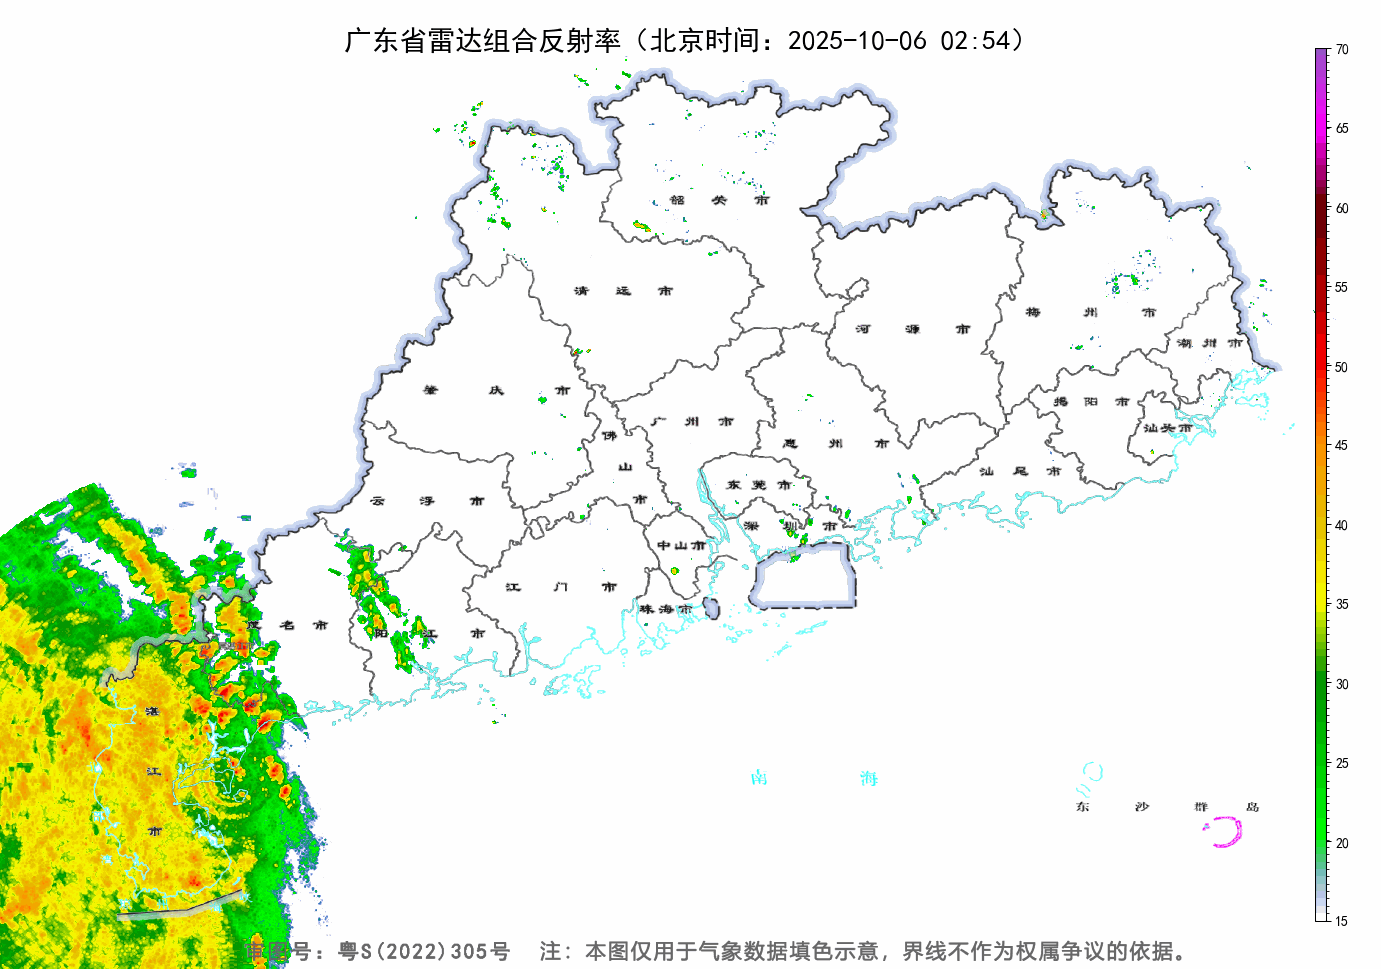 广东省雷达组合反射率（北京时间：2025-10-06 02:54）
70
65
60
55
50
45
40
35
30
25
20
15
韶关市
清远市
河源市
梅州市
潮州市
肇庆市
广州市
惠州市
揭阳市
汕头市
佛山市
云浮市
东莞市
汕尾市
深圳市
中山市
江门市
珠海市
茂名市
阳江市
湛江市
南海
东沙群岛
审图号：粤S(2022)305号 注：本图仅用于气象数据填色示意，界线不作为权属争议的依据。